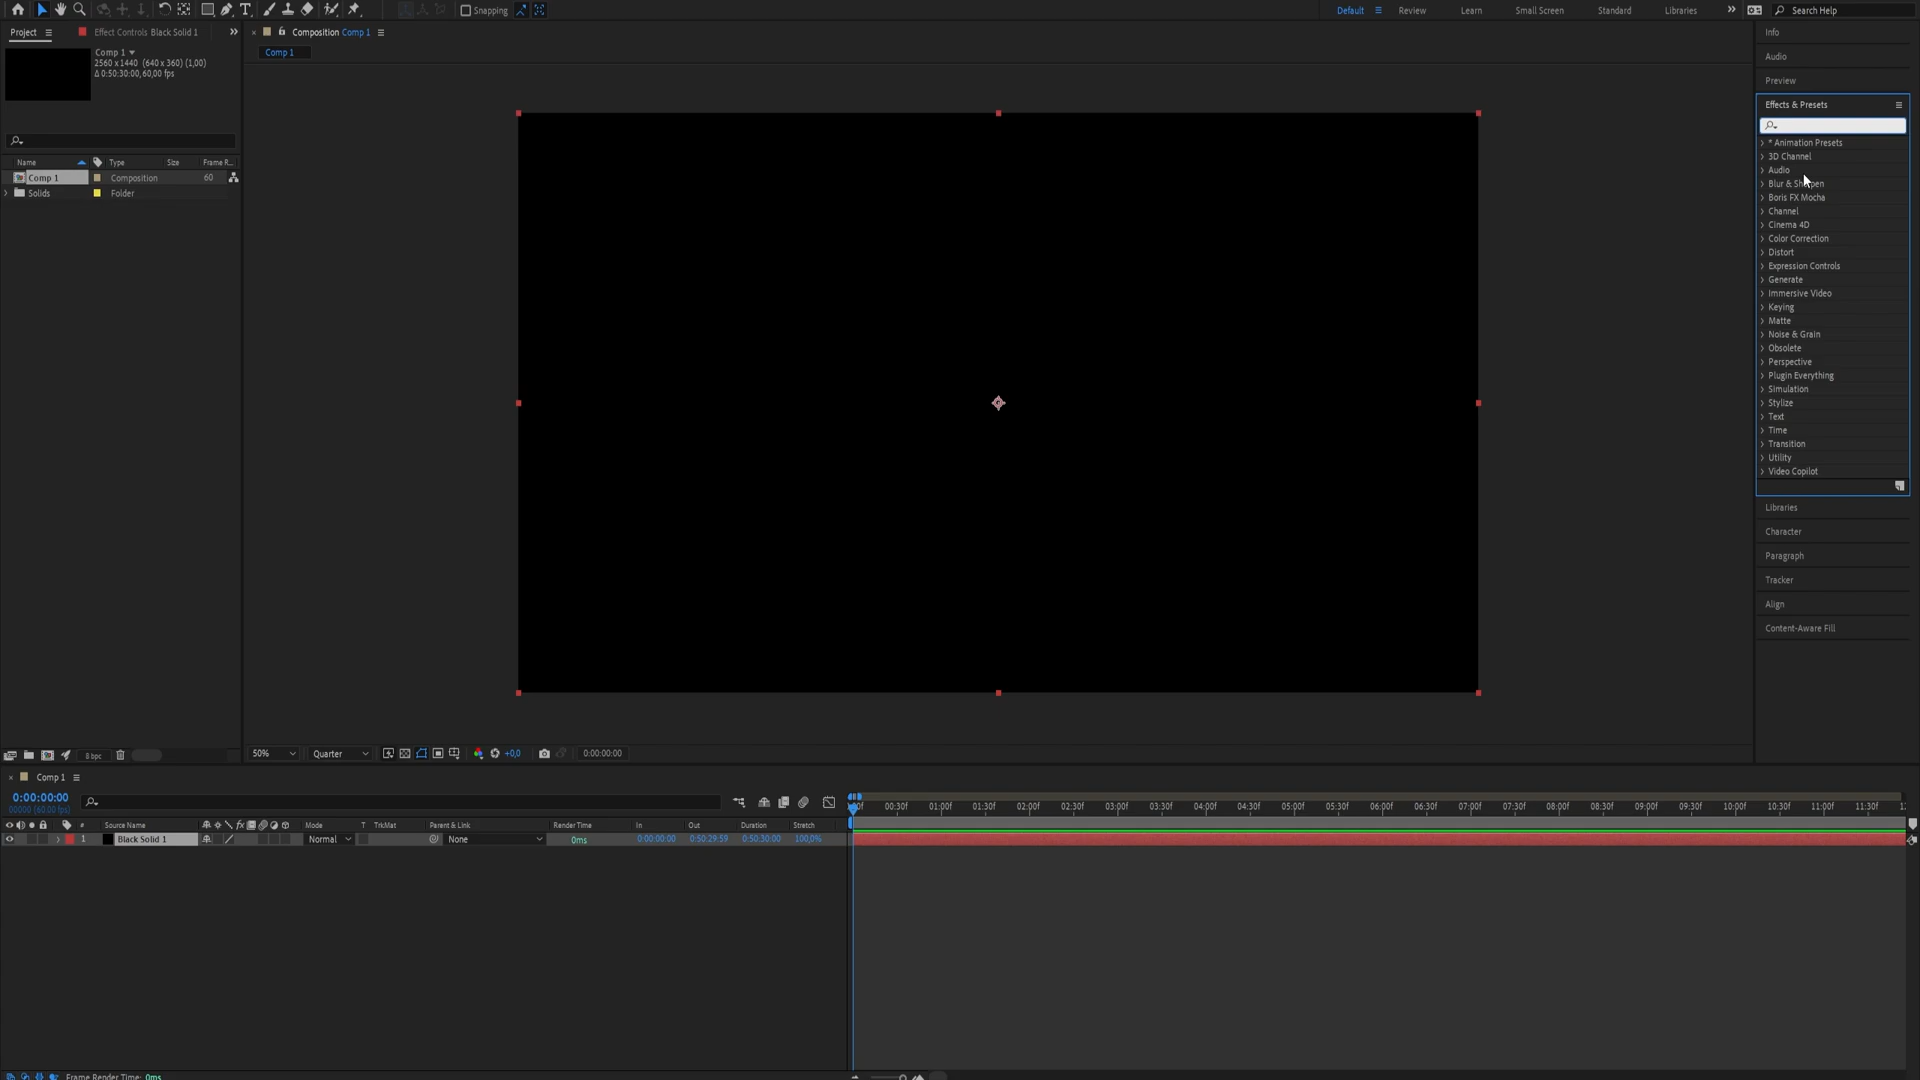 Snapping
Default
Review
Learn
Small Screen
Standard
Libraries
Search Help
Project
Effect Controls Black Solid 1
Comp 1
2560 x 1440 (640 x 360) (1,00)
Δ 0:50:30:00, 60,00 fps
Name
Type
Size
Frame R...
Comp 1
Composition
60
Solids
Folder
8 bpc
Composition Comp 1
Comp 1
50%
Quarter
+0,0
0:00:00:00
Info
Audio
Preview
Effects & Presets
* Animation Presets
3D Channel
Audio
Blur & Sharpen
Boris FX Mocha
Channel
Cinema 4D
Color Correction
Distort
Expression Controls
Generate
Immersive Video
Keying
Matte
Noise & Grain
Obsolete
Perspective
Plugin Everything
Simulation
Stylize
Text
Time
Transition
Utility
Video Copilot
Libraries
Character
Paragraph
Tracker
Align
Content-Aware Fill
Comp 1
0:00:00:00
00000 (60.00 fps)
00:30f 01:00f 01:30f 02:00f 02:30f 03:00f 03:30f 04:00f 04:30f 05:00f 05:30f 06:00f 06:30f 07:00f 07:30f 08:00f 08:30f 09:00f 09:30f 10:00f 10:30f 11:00f 11:30f
# Source Name Mode T TrkMat Parent & Link Render Time In Out Duration Stretch
1 Black Solid 1 Normal None 0ms 0:00:00:00 0:50:29:59 0:50:30:00 100,0%
Frame Render Time: 0ms